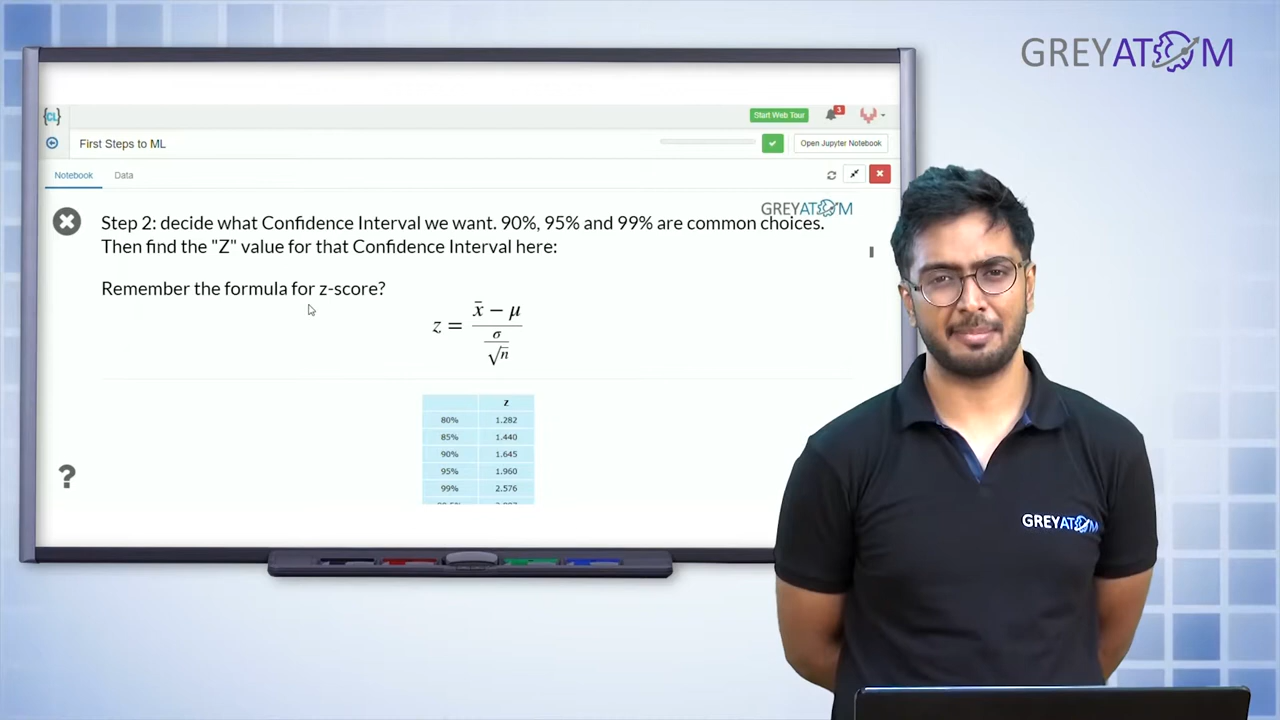 GREYATOM
{CL}
Start Web Tour
3
First Steps to ML
Open Jupyter Notebook
Notebook
Data
GREYATOM
Step 2: decide what Confidence Interval we want. 90%, 95% and 99% are common choices.
Then find the "Z" value for that Confidence Interval here:
Remember the formula for z-score?
z = x̄ − μ
σ
√n
z
80% 1.282
85% 1.440
90% 1.645
95% 1.960
99% 2.576
?
GREYATOM